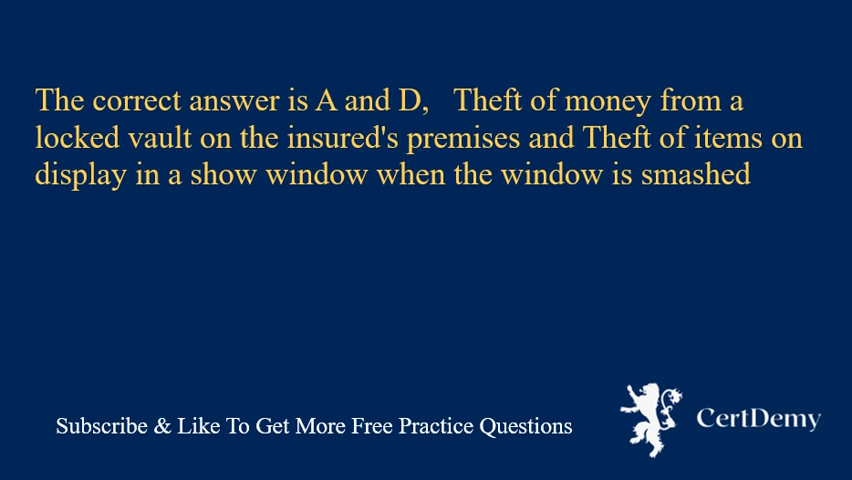 The correct answer is A and D,   Theft of money from a
locked vault on the insured's premises and Theft of items on
display in a show window when the window is smashed
Subscribe & Like To Get More Free Practice Questions
CertDemy